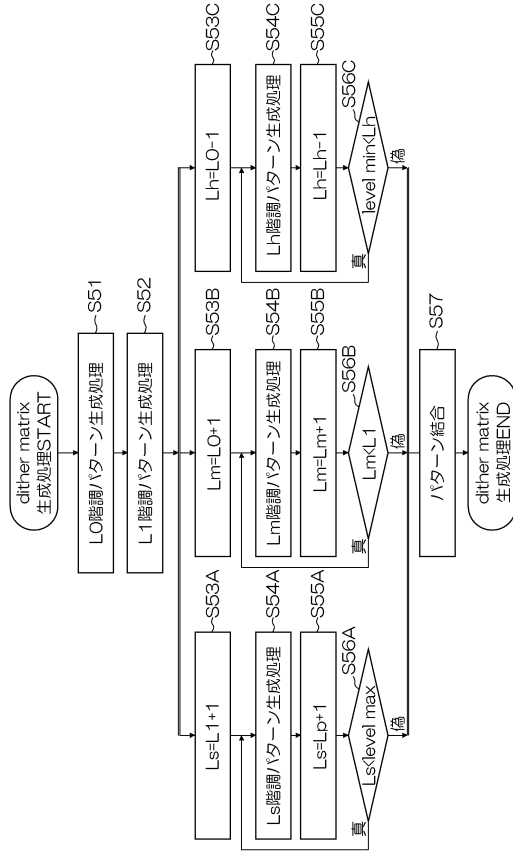 dither matrix
生成処理START
L0階調パターン生成処理
S51
L1階調パターン生成処理
S52
Ls=L1+1
S53A
Ls階調パターン生成処理
S54A
Ls=Lp+1
S55A
Ls<level max
S56A
真
偽
Lm=L0+1
S53B
Lm階調パターン生成処理
S54B
Lm=Lm+1
S55B
Lm<L1
S56B
真
偽
Lh=L0-1
S53C
Lh階調パターン生成処理
S54C
Lh=Lh-1
S55C
level min<Lh
S56C
真
偽
パターン結合
S57
dither matrix
生成処理END